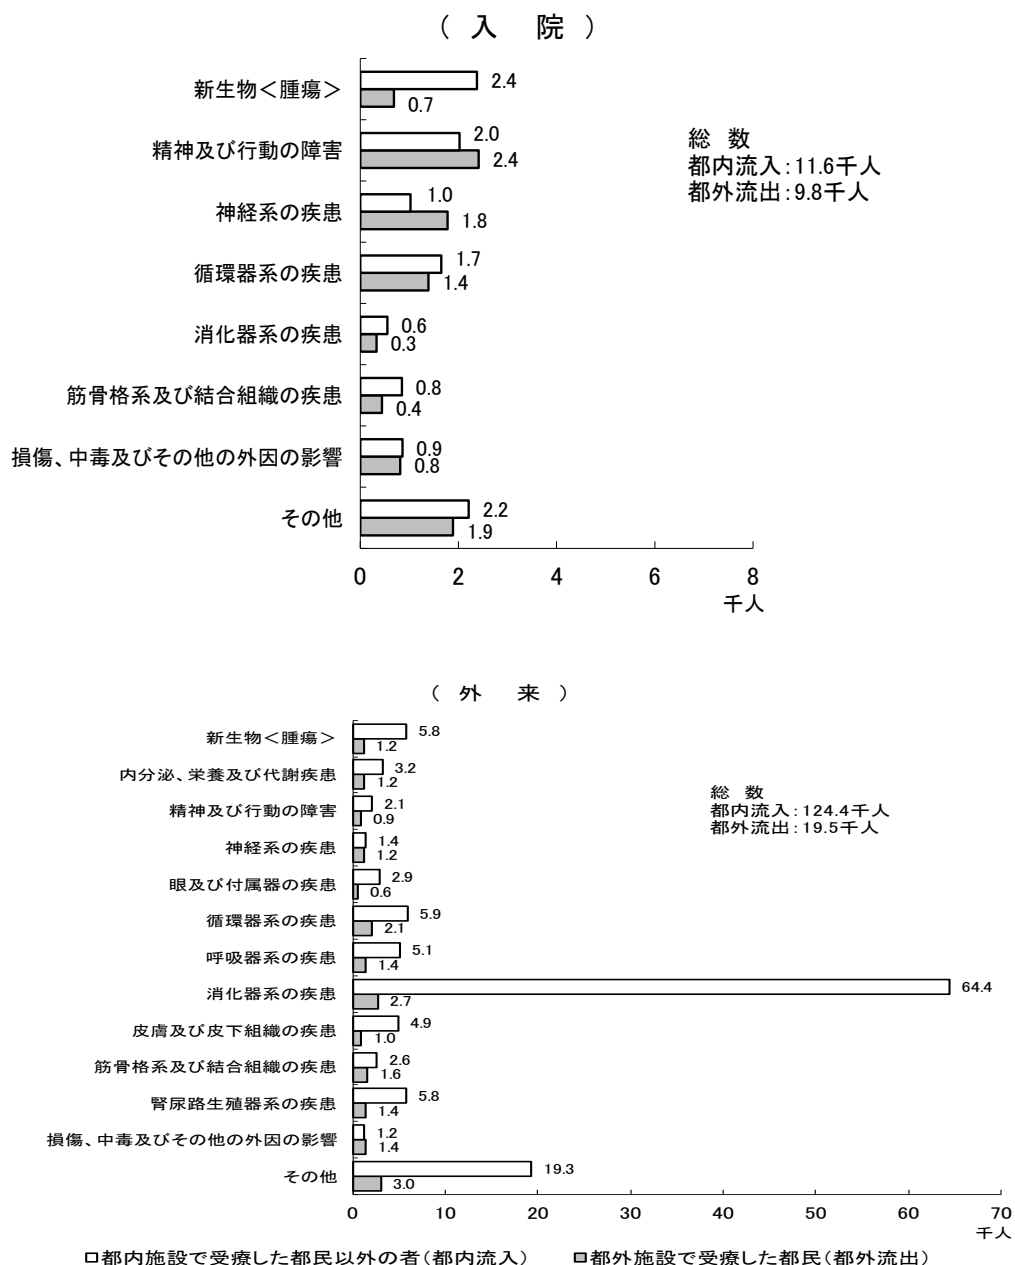 （ 入 院 ）
新生物＜腫瘍＞
2.4
0.7
精神及び行動の障害
2.0
2.4
総 数
都内流入：11.6千人
都外流出：9.8千人
神経系の疾患
1.0
1.8
循環器系の疾患
1.7
1.4
消化器系の疾患
0.6
0.3
筋骨格系及び結合組織の疾患
0.8
0.4
損傷、中毒及びその他の外因の影響
0.9
0.8
その他
2.2
1.9
0 2 4 6 8
千人
（ 外 来 ）
新生物＜腫瘍＞
5.8
1.2
内分泌、栄養及び代謝疾患
3.2
1.2
総 数
都内流入：124.4千人
都外流出：19.5千人
精神及び行動の障害
2.1
0.9
神経系の疾患
1.4
1.2
眼及び付属器の疾患
2.9
0.6
循環器系の疾患
5.9
2.1
呼吸器系の疾患
5.1
1.4
消化器系の疾患
64.4
2.7
皮膚及び皮下組織の疾患
4.9
1.0
筋骨格系及び結合組織の疾患
2.6
1.6
腎尿路生殖器系の疾患
5.8
1.4
損傷、中毒及びその他の外因の影響
1.2
1.4
その他
19.3
3.0
0 10 20 30 40 50 60 70
千人
都内施設で受療した都民以外の者（都内流入） 都外施設で受療した都民（都外流出）